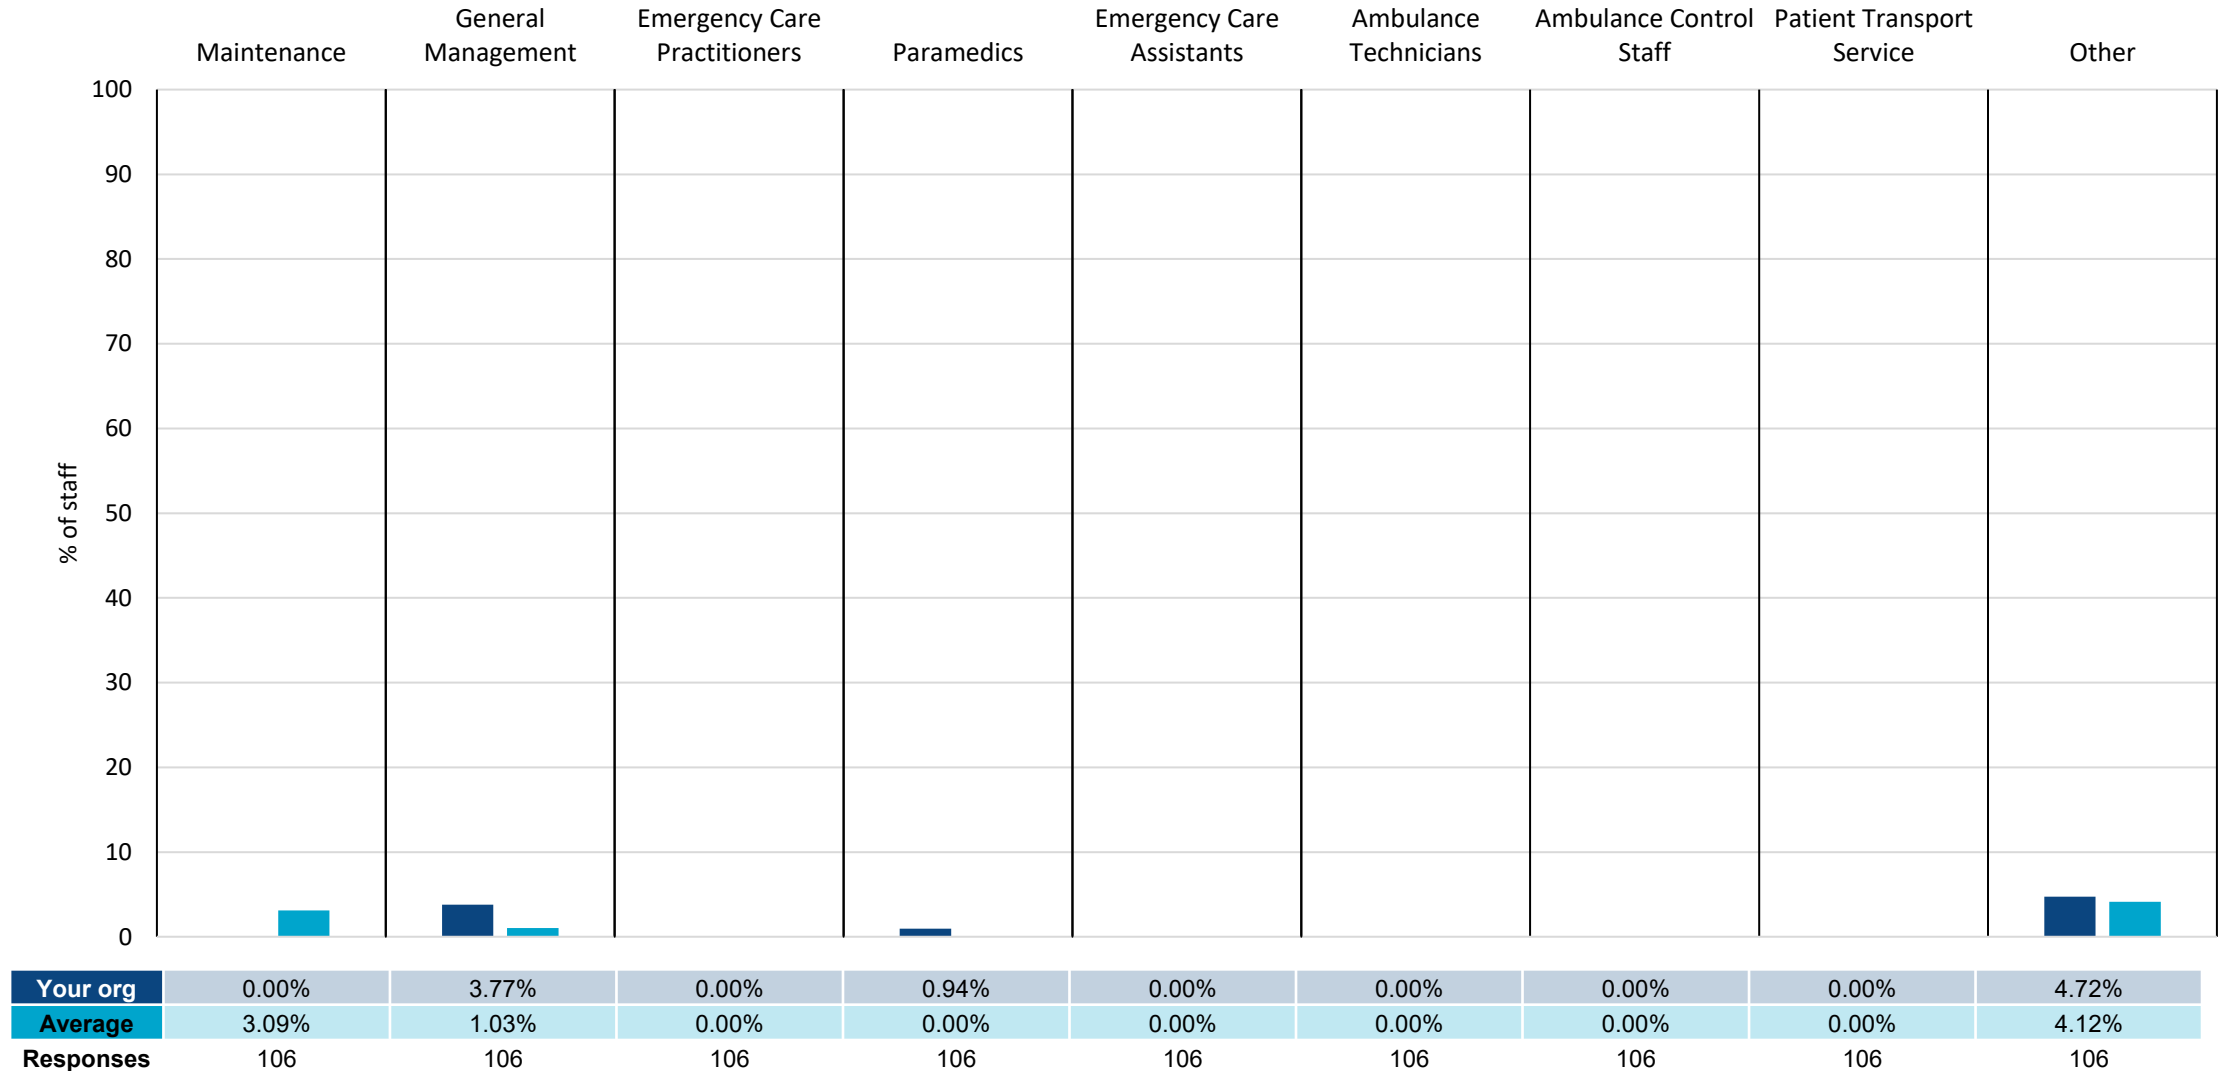 Maintenance
General
Management
Emergency Care
Practitioners
Paramedics
Emergency Care
Assistants
Ambulance
Technicians
Ambulance Control
Staff
Patient Transport
Service
Other
% of staff
100
90
80
70
60
50
40
30
20
10
0
Your org 0.00% 3.77% 0.00% 0.94% 0.00% 0.00% 0.00% 0.00% 4.72%
Average 3.09% 1.03% 0.00% 0.00% 0.00% 0.00% 0.00% 0.00% 4.12%
Responses 106 106 106 106 106 106 106 106 106